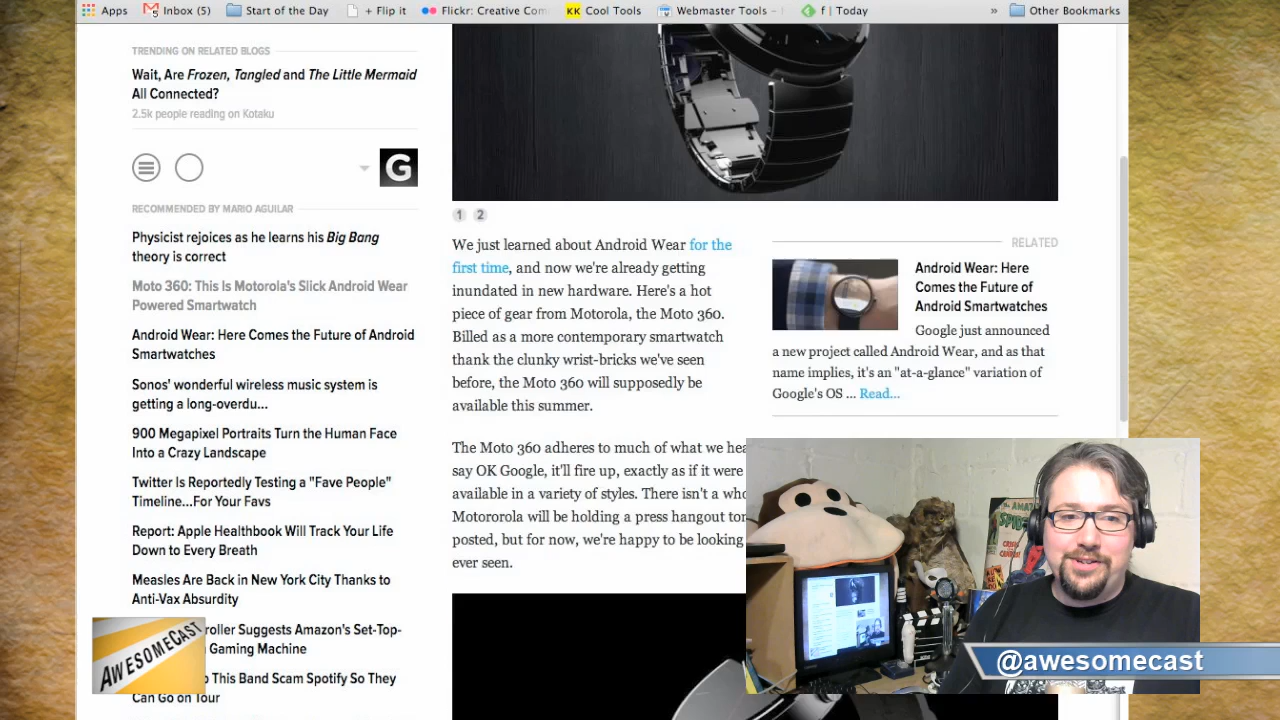 Apps Inbox (5) Start of the Day + Flip it Flickr: Creative Com KK Cool Tools Webmaster Tools - f | Today » Other Bookmarks
TRENDING ON RELATED BLOGS
Wait, Are Frozen, Tangled and The Little Mermaid
All Connected?
2.5k people reading on Kotaku
G
RECOMMENDED BY MARIO AGUILAR
Physicist rejoices as he learns his Big Bang
theory is correct
Moto 360: This Is Motorola's Slick Android Wear
Powered Smartwatch
Android Wear: Here Comes the Future of Android
Smartwatches
Sonos' wonderful wireless music system is
getting a long-overdu...
900 Megapixel Portraits Turn the Human Face
Into a Crazy Landscape
Twitter Is Reportedly Testing a "Fave People"
Timeline...For Your Favs
Report: Apple Healthbook Will Track Your Life
Down to Every Breath
Measles Are Back in New York City Thanks to
Anti-Vax Absurdity
roller Suggests Amazon's Set-Top-
Gaming Machine
This Band Scam Spotify So They
Can Go on Tour
1 2
We just learned about Android Wear for the
first time, and now we're already getting
inundated in new hardware. Here's a hot
piece of gear from Motorola, the Moto 360.
Billed as a more contemporary smartwatch
thank the clunky wrist-bricks we've seen
before, the Moto 360 will supposedly be
available this summer.
The Moto 360 adheres to much of what we hea
say OK Google, it'll fire up, exactly as if it were
available in a variety of styles. There isn't a who
Motororola will be holding a press hangout tom
posted, but for now, we're happy to be looking
ever seen.
RELATED
Android Wear: Here
Comes the Future of
Android Smartwatches
Google just announced
a new project called Android Wear, and as that
name implies, it's an "at-a-glance" variation of
Google's OS ... Read...
THE AMAZING
AWESOMECAST
@awesomecast